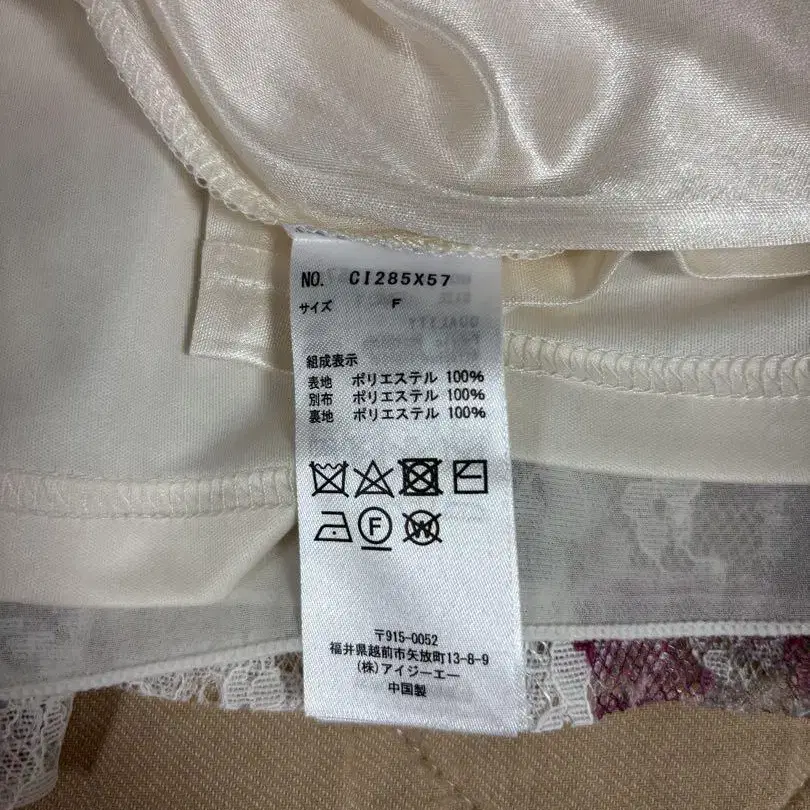 NO. CI285X57
サイズ F
組成表示
表地 ポリエステル 100%
別布 ポリエステル 100%
裏地 ポリエステル 100%
F W
〒915-0052
福井県越前市矢放町13-8-9
(株)アイジーエー
中国製